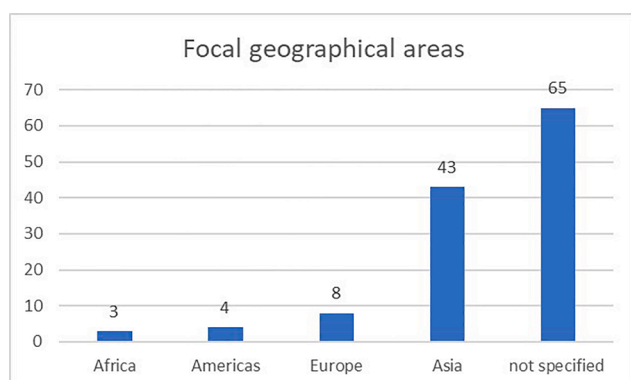 Focal geographical areas
70
60
50
40
30
20
10
0
3
4
8
43
65
Africa
Americas
Europe
Asia
not specified